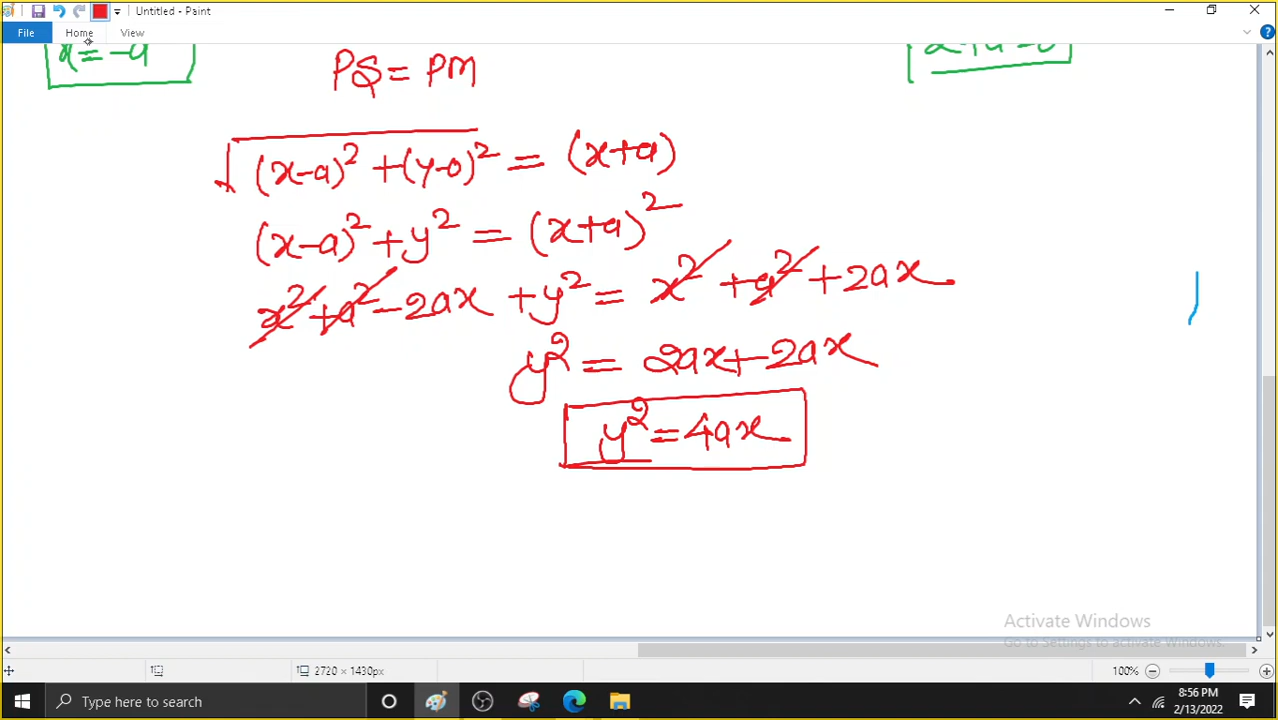 Untitled - Paint
File Home View
x = -a
PS = PM
√((x-a)² + (y-0)²) = (x+a)
(x-a)² + y² = (x+a)²
x² + a² - 2ax + y² = x² + a² + 2ax
y² = 2ax + 2ax
y² = 4ax
Activate Windows
Go to Settings to activate Windows.
2720 × 1430px
100%
Type here to search
8:56 PM
2/13/2022